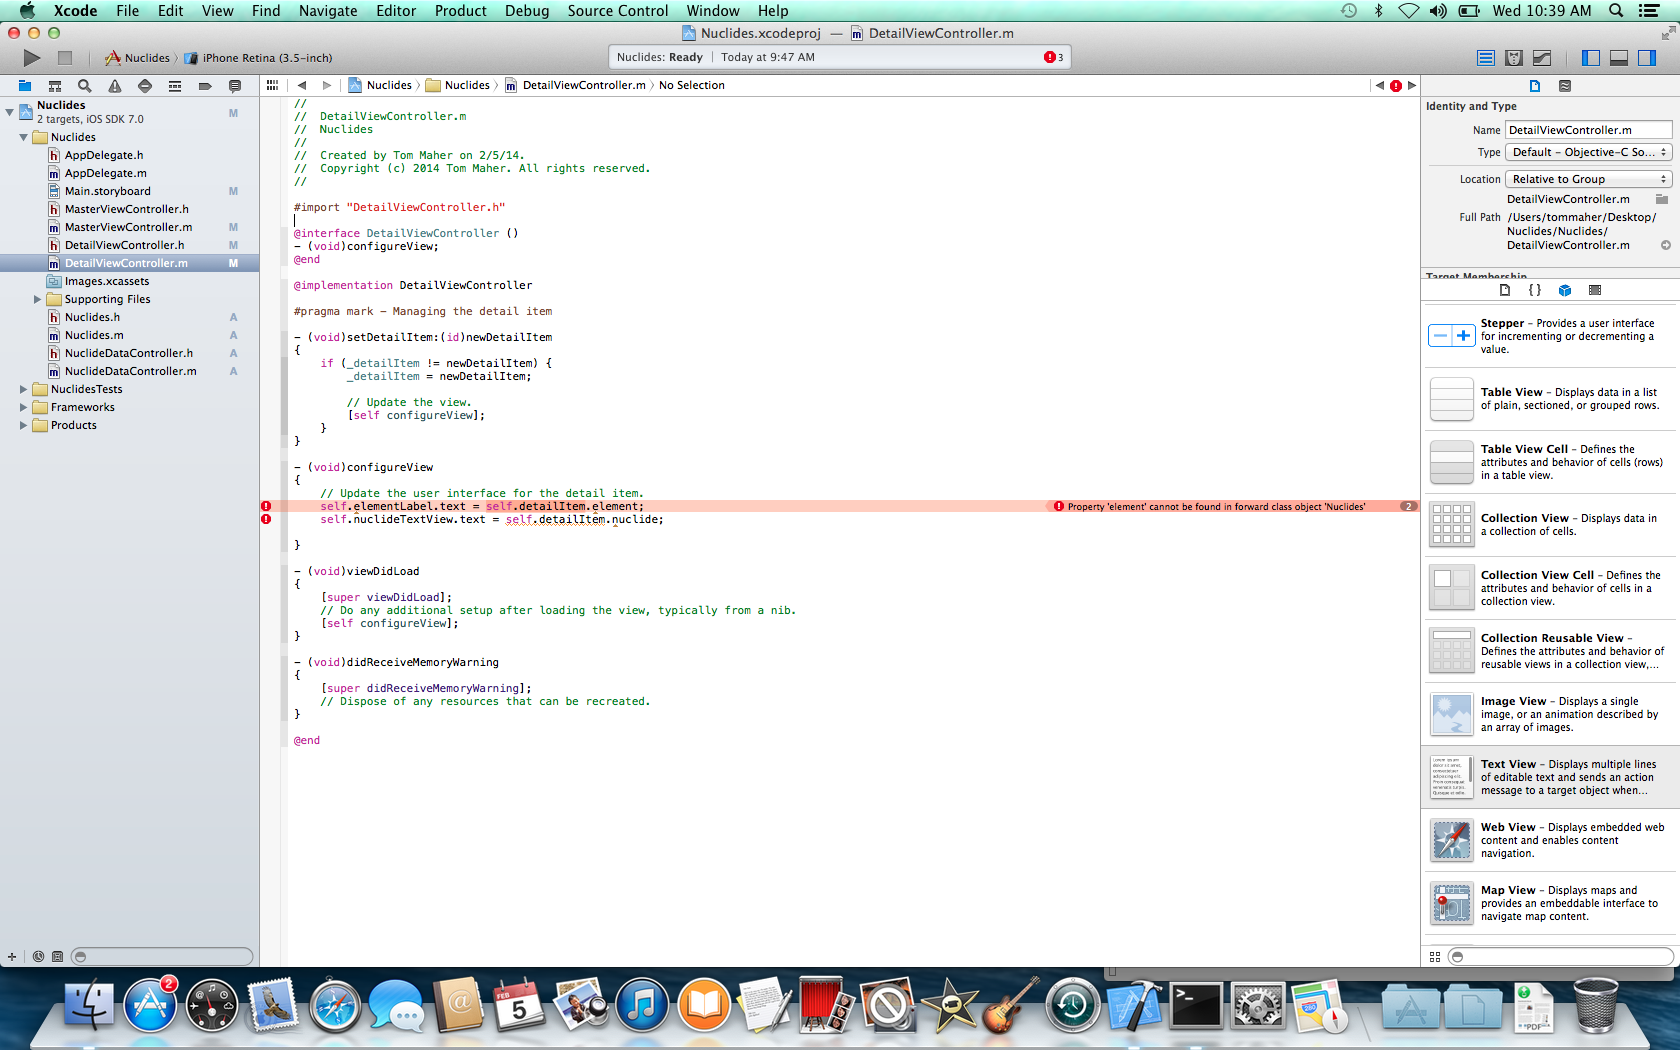 Xcode File Edit View Find Navigate Editor Product Debug Source Control Window Help Wed 10:39 AM
Nuclides.xcodeproj — DetailViewController.m
Nuclides iPhone Retina (3.5-inch) Nuclides: Ready Today at 9:47 AM 3
Nuclides Nuclides DetailViewController.m No Selection
Nuclides M
2 targets, iOS SDK 7.0
Nuclides
AppDelegate.h
AppDelegate.m
Main.storyboard M
MasterViewController.h
MasterViewController.m M
DetailViewController.h M
DetailViewController.m M
Images.xcassets
Supporting Files
Nuclides.h A
Nuclides.m A
NuclideDataController.h A
NuclideDataController.m A
NuclidesTests
Frameworks
Products
//
// DetailViewController.m
// Nuclides
//
// Created by Tom Maher on 2/5/14.
// Copyright (c) 2014 Tom Maher. All rights reserved.
//
#import "DetailViewController.h"
@interface DetailViewController ()
- (void)configureView;
@end
@implementation DetailViewController
#pragma mark - Managing the detail item
- (void)setDetailItem:(id)newDetailItem
{
if (_detailItem != newDetailItem) {
_detailItem = newDetailItem;
// Update the view.
[self configureView];
}
}
- (void)configureView
{
// Update the user interface for the detail item.
self.elementLabel.text = self.detailItem.element; Property 'element' cannot be found in forward class object 'Nuclides' 2
self.nuclideTextView.text = self.detailItem.nuclide;
}
- (void)viewDidLoad
{
[super viewDidLoad];
// Do any additional setup after loading the view, typically from a nib.
[self configureView];
}
- (void)didReceiveMemoryWarning
{
[super didReceiveMemoryWarning];
// Dispose of any resources that can be recreated.
}
@end
Identity and Type
Name DetailViewController.m
Type Default - Objective-C So...
Location Relative to Group
DetailViewController.m
Full Path /Users/tommaher/Desktop/
Nuclides/Nuclides/
DetailViewController.m
Target Membership
{ }
Stepper - Provides a user interface
for incrementing or decrementing a
value.
Table View - Displays data in a list
of plain, sectioned, or grouped rows.
Table View Cell - Defines the
attributes and behavior of cells (rows)
in a table view.
Collection View - Displays data in
a collection of cells.
Collection View Cell - Defines the
attributes and behavior of cells in a
collection view.
Collection Reusable View -
Defines the attributes and behavior of
reusable views in a collection view,...
Image View - Displays a single
image, or an animation described by
an array of images.
Text View - Displays multiple lines
of editable text and sends an action
message to a target object when...
Web View - Displays embedded web
content and enables content
navigation.
Map View - Displays maps and
provides an embeddable interface to
navigate map content.
2
FEB
5
PDF